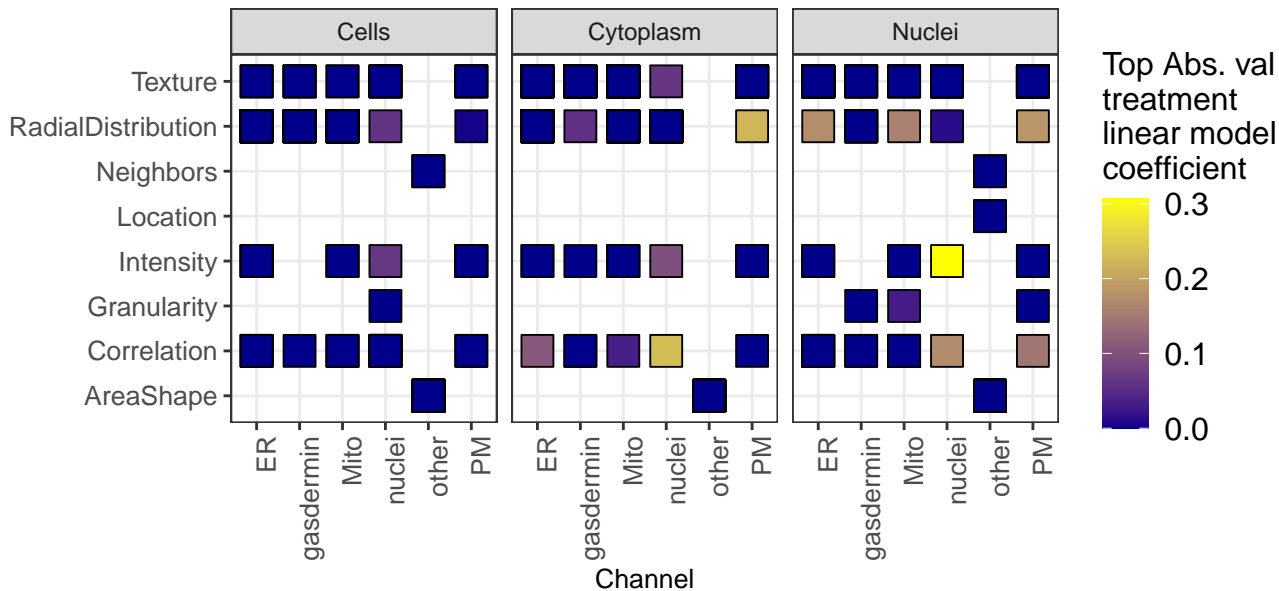 Cells
Cytoplasm
Nuclei
Texture
RadialDistribution
Neighbors
Location
Intensity
Granularity
Correlation
AreaShape
ER
gasdermin
Mito
nuclei
other
PM
ER
gasdermin
Mito
nuclei
other
PM
ER
gasdermin
Mito
nuclei
other
PM
Channel
Top Abs. val
treatment
linear model
coefficient
0.3
0.2
0.1
0.0